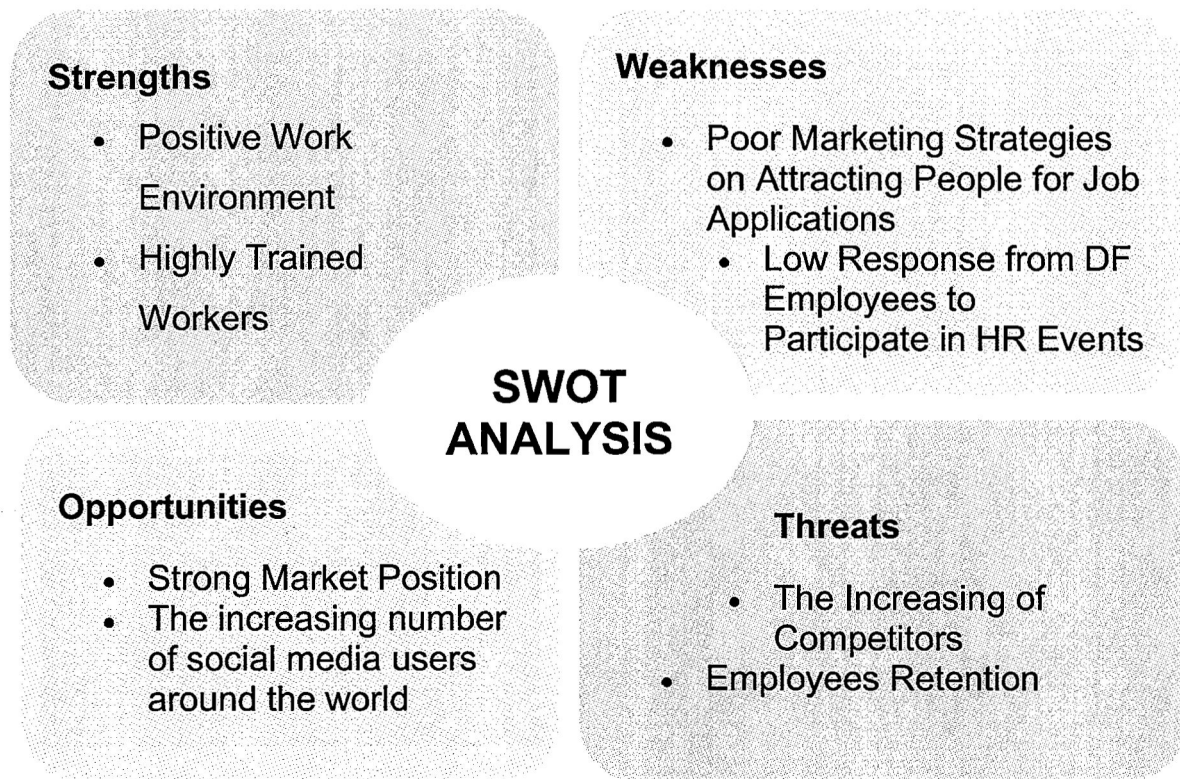 Strengths
• Positive Work
Environment
• Highly Trained
Workers
Weaknesses
• Poor Marketing Strategies
on Attracting People for Job
Applications
• Low Response from DF
Employees to
Participate in HR Events
SWOT
ANALYSIS
Opportunities
• Strong Market Position
• The increasing number
of social media users
around the world
Threats
• The Increasing of
Competitors
• Employees Retention